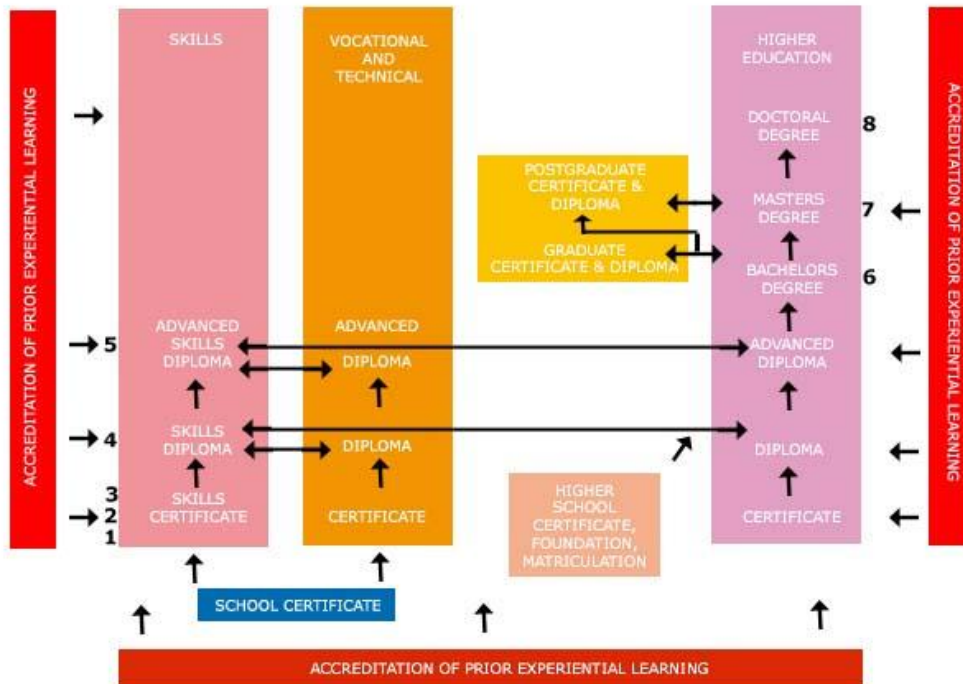 ACCREDITATION OF PRIOR EXPERIENTIAL LEARNING
SKILLS
5
ADVANCED
SKILLS
DIPLOMA
4
SKILLS
DIPLOMA
3
2
1
SKILLS
CERTIFICATE
VOCATIONAL
AND
TECHNICAL
ADVANCED
DIPLOMA
DIPLOMA
CERTIFICATE
POSTGRADUATE
CERTIFICATE &
DIPLOMA
GRADUATE
CERTIFICATE & DIPLOMA
HIGHER
SCHOOL
CERTIFICATE,
FOUNDATION,
MATRICULATION
HIGHER
EDUCATION
DOCTORAL
DEGREE
8
MASTERS
DEGREE
7
BACHELORS
DEGREE
6
ADVANCED
DIPLOMA
DIPLOMA
CERTIFICATE
ACCREDITATION OF PRIOR EXPERIENTIAL LEARNING
SCHOOL CERTIFICATE
ACCREDITATION OF PRIOR EXPERIENTIAL LEARNING